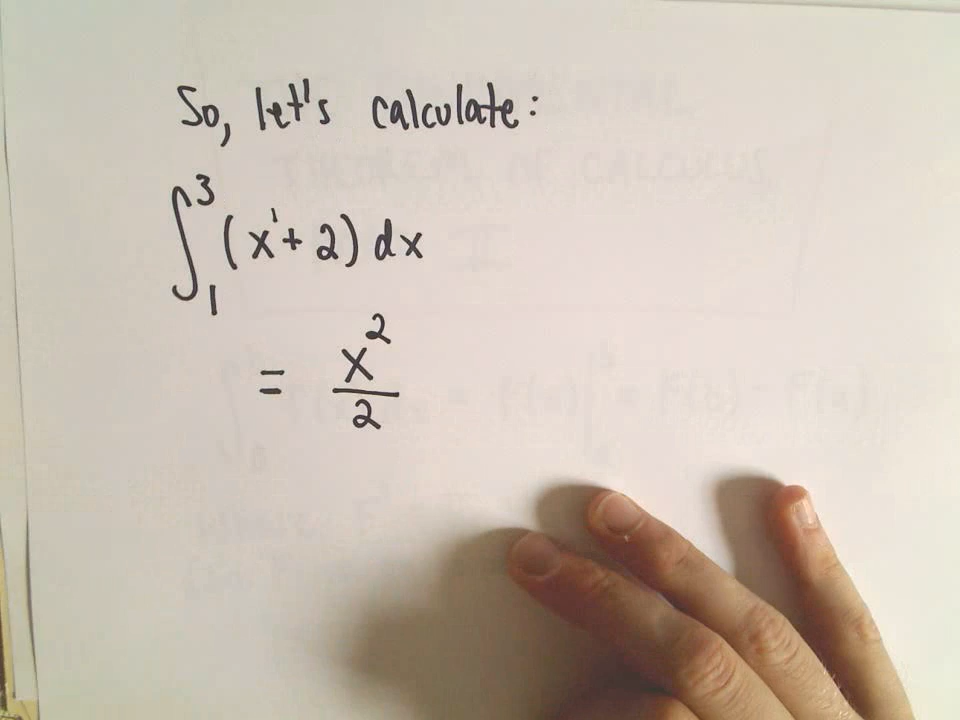 So, let's calculate:
∫₁³ (x¹ + 2) dx
= x²/2